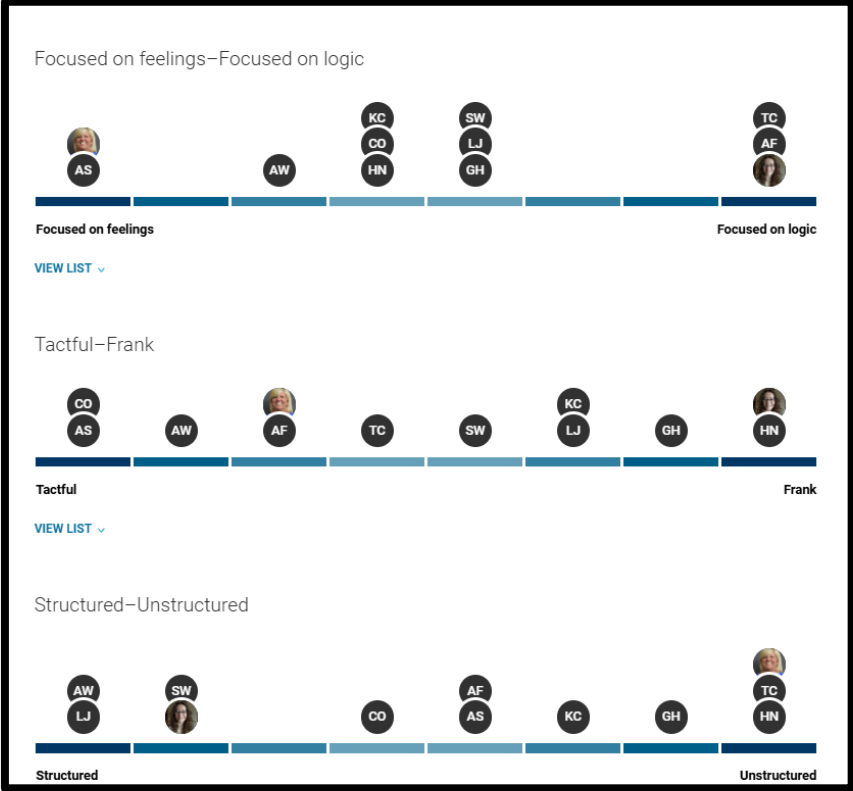 Focused on feelings–Focused on logic
KC SW TC
CO LJ AF
AS AW HN GH
Focused on feelings Focused on logic
VIEW LIST
Tactful–Frank
CO KC
AS AW AF TC SW LJ GH HN
Tactful Frank
VIEW LIST
Structured–Unstructured
AW SW AF TC
LJ CO AS KC GH HN
Structured Unstructured